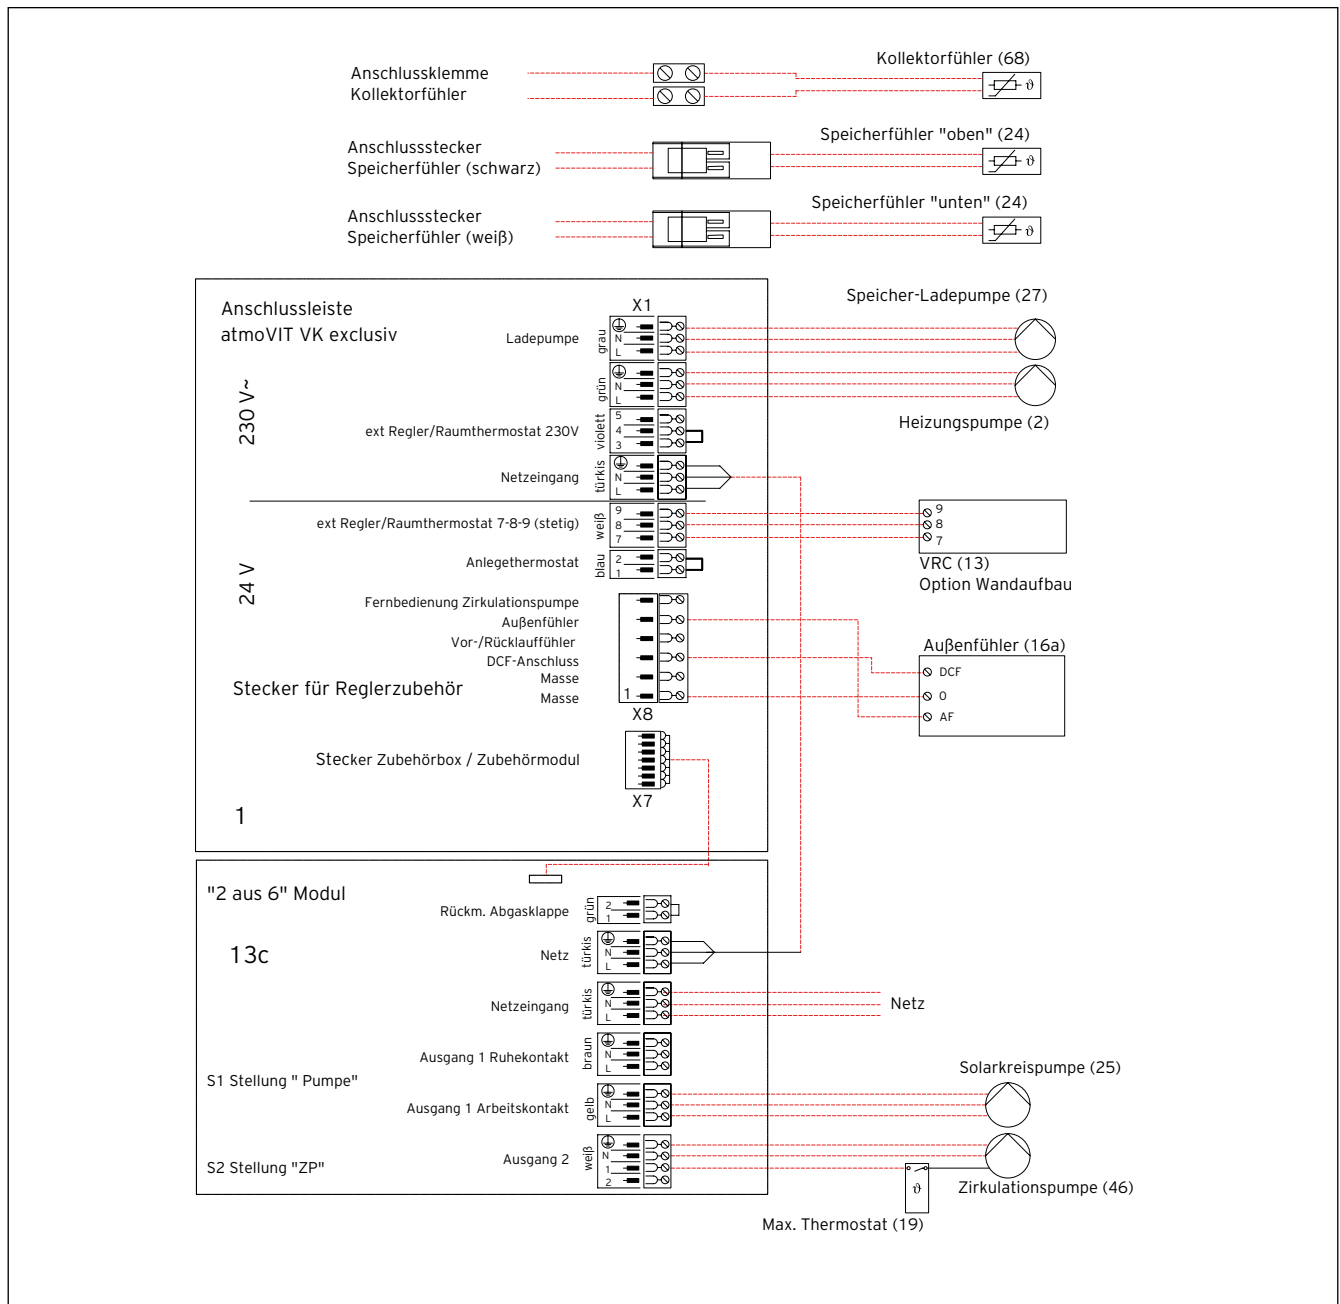 Anschlussklemme
Kollektorfühler
Kollektorfühler (68)
ϑ
Anschlussstecker
Speicherfühler (schwarz)
Speicherfühler "oben" (24)
ϑ
Anschlussstecker
Speicherfühler (weiß)
Speicherfühler "unten" (24)
ϑ
Anschlussleiste
atmoVIT VK exclusiv
X1
230 V~
Ladepumpe
grau
N
L
Speicher-Ladepumpe (27)
grün
N
L
Heizungspumpe (2)
ext Regler/Raumthermostat 230V
violett
5
4
3
Netzeingang
türkis
N
L
24 V
ext Regler/Raumthermostat 7-8-9 (stetig)
weiß
9
8
7
9
8
7
VRC (13)
Option Wandaufbau
Anlegethermostat
blau
2
1
Fernbedienung Zirkulationspumpe
Außenfühler
Vor-/Rücklauffühler
DCF-Anschluss
Masse
Masse
1
X8
Stecker für Reglerzubehör
Außenfühler (16a)
DCF
0
AF
Stecker Zubehörbox / Zubehörmodul
X7
1
"2 aus 6" Modul
13c
Rückm. Abgasklappe
grün
2
1
Netz
türkis
N
L
Netzeingang
türkis
N
L
Netz
Ausgang 1 Ruhekontakt
braun
N
L
S1 Stellung " Pumpe"
Ausgang 1 Arbeitskontakt
gelb
N
L
Solarkreispumpe (25)
S2 Stellung "ZP"
Ausgang 2
weiß
N
1
2
ϑ
Zirkulationspumpe (46)
Max. Thermostat (19)